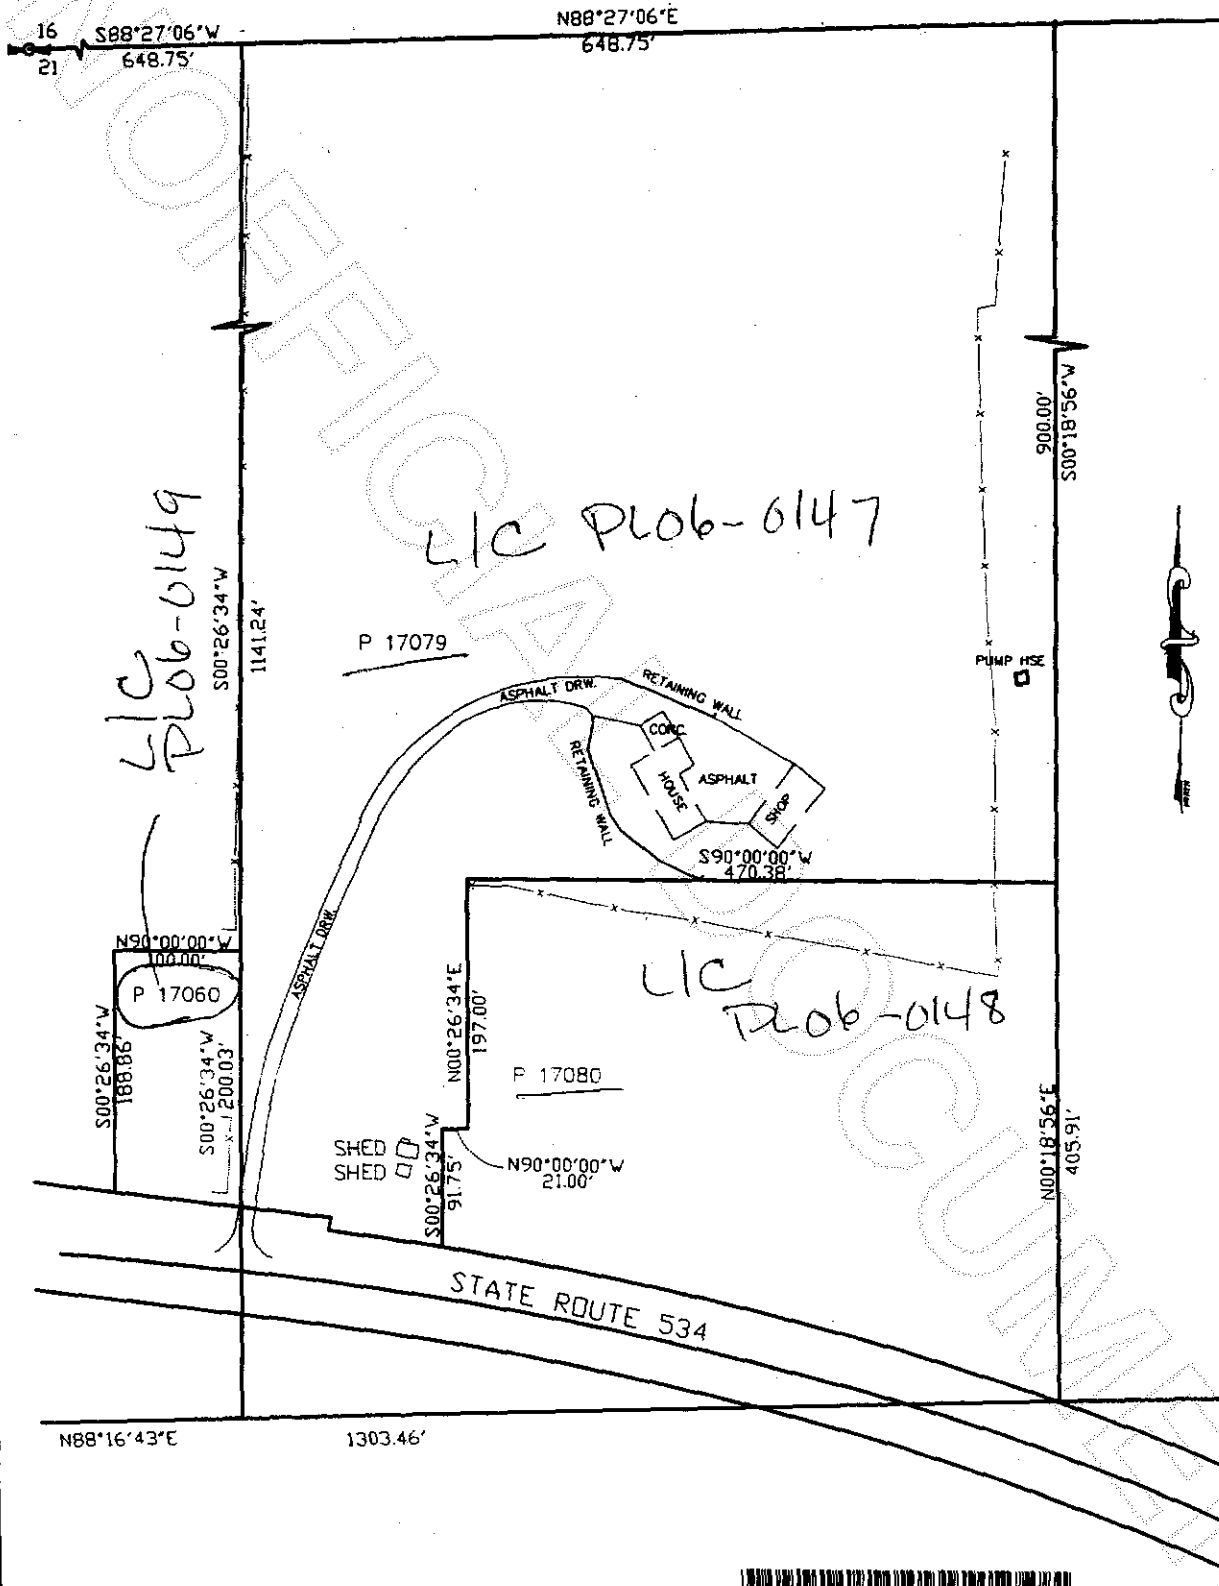 16
21
S88°27'06"W
648.75'
N88°27'06"E
648.75'
900.00'
S00°18'56"W
LIC PL06-0147
LIC
PL06-0149
S00°26'34"W
1141.24'
P 17079
PUMP HSE
ASPHALT DRW.
RETAINING WALL
CONC.
RETAINING WALL
HOUSE
ASPHALT
SHOP
S90°00'00"W
470.38'
ASPHALT DRW.
N90°00'00"W
100.00'
P 17060
S00°26'34"W
188.86'
S00°26'34"W
200.03'
N00°26'34"E
197.00'
LIC
PL06-0148
P 17080
SHED
SHED
S00°26'34"W
91.75'
N90°00'00"W
21.00'
N00°18'56"E
405.91'
STATE ROUTE 534
N88°16'43"E
1303.46'
UNOFFICIAL DOCUMENT